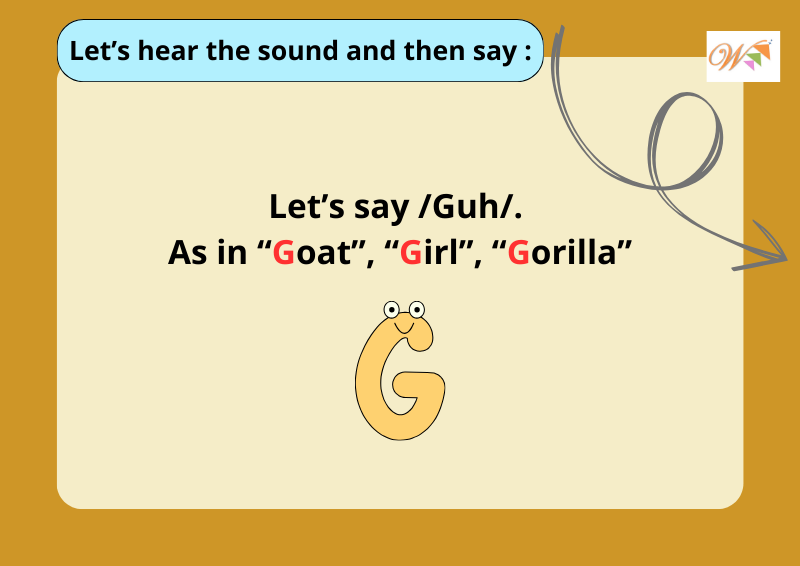 Let’s hear the sound and then say :
W
Let’s say /Guh/.
As in “Goat”, “Girl”, “Gorilla”
G